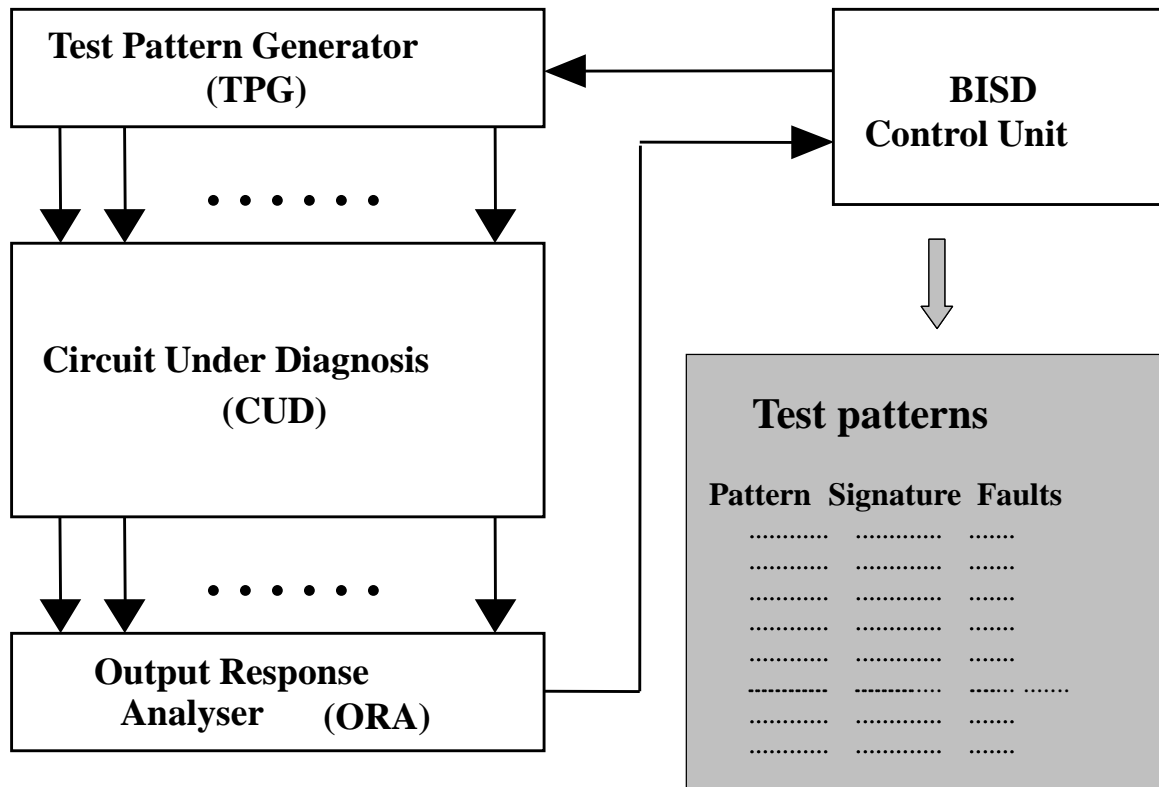 Test Pattern Generator
(TPG)
BISD
Control Unit
Circuit Under Diagnosis
(CUD)
Output Response
Analyser (ORA)
Test patterns
Pattern Signature Faults